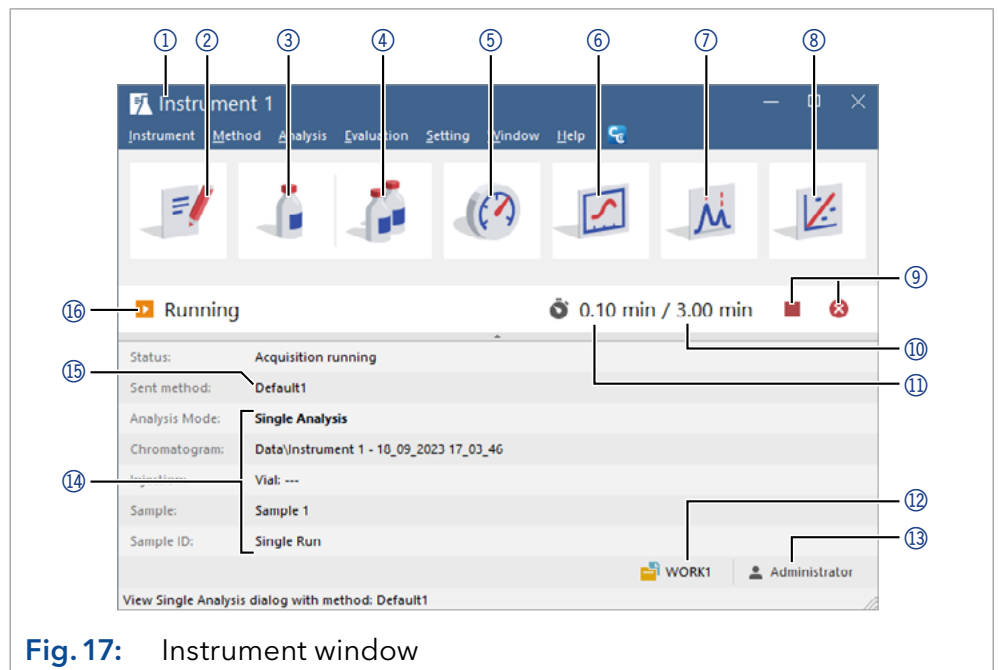 ① ② ③ ④ ⑤ ⑥ ⑦ ⑧
Instrument 1
Instrument Method Analysis Evaluation Setting Window Help
⑨
⑯ Running 0.10 min / 3.00 min
⑩
Status: Acquisition running
⑮ ⑪
Sent method: Default1
Analysis Mode: Single Analysis
Chromatogram: Data\Instrument 1 - 18_09_2023 17_03_46
⑭ Vial: ---
⑫
Sample: Sample 1
Sample ID: Single Run
⑬
WORK1 Administrator
View Single Analysis dialog with method: Default1
Fig. 17: Instrument window